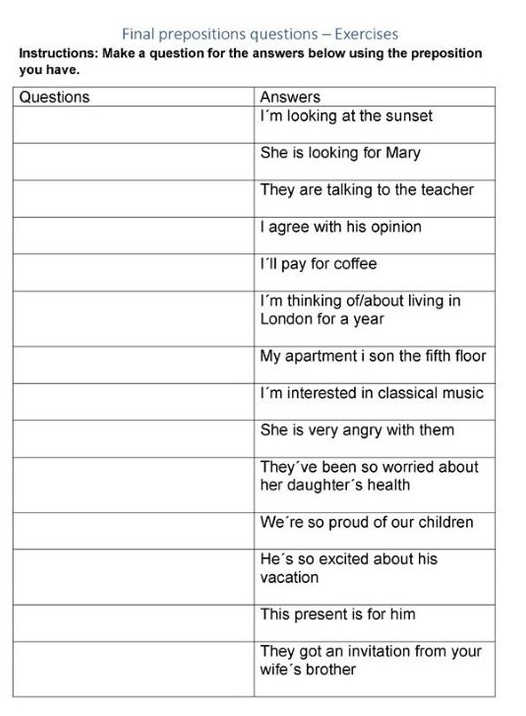 Final prepositions questions – Exercises
Instructions: Make a question for the answers below using the preposition
you have.
Questions
Answers
I´m looking at the sunset
She is looking for Mary
They are talking to the teacher
I agree with his opinion
I´ll pay for coffee
I´m thinking of/about living in
London for a year
My apartment i son the fifth floor
I´m interested in classical music
She is very angry with them
They´ve been so worried about
her daughter´s health
We´re so proud of our children
He´s so excited about his
vacation
This present is for him
They got an invitation from your
wife´s brother